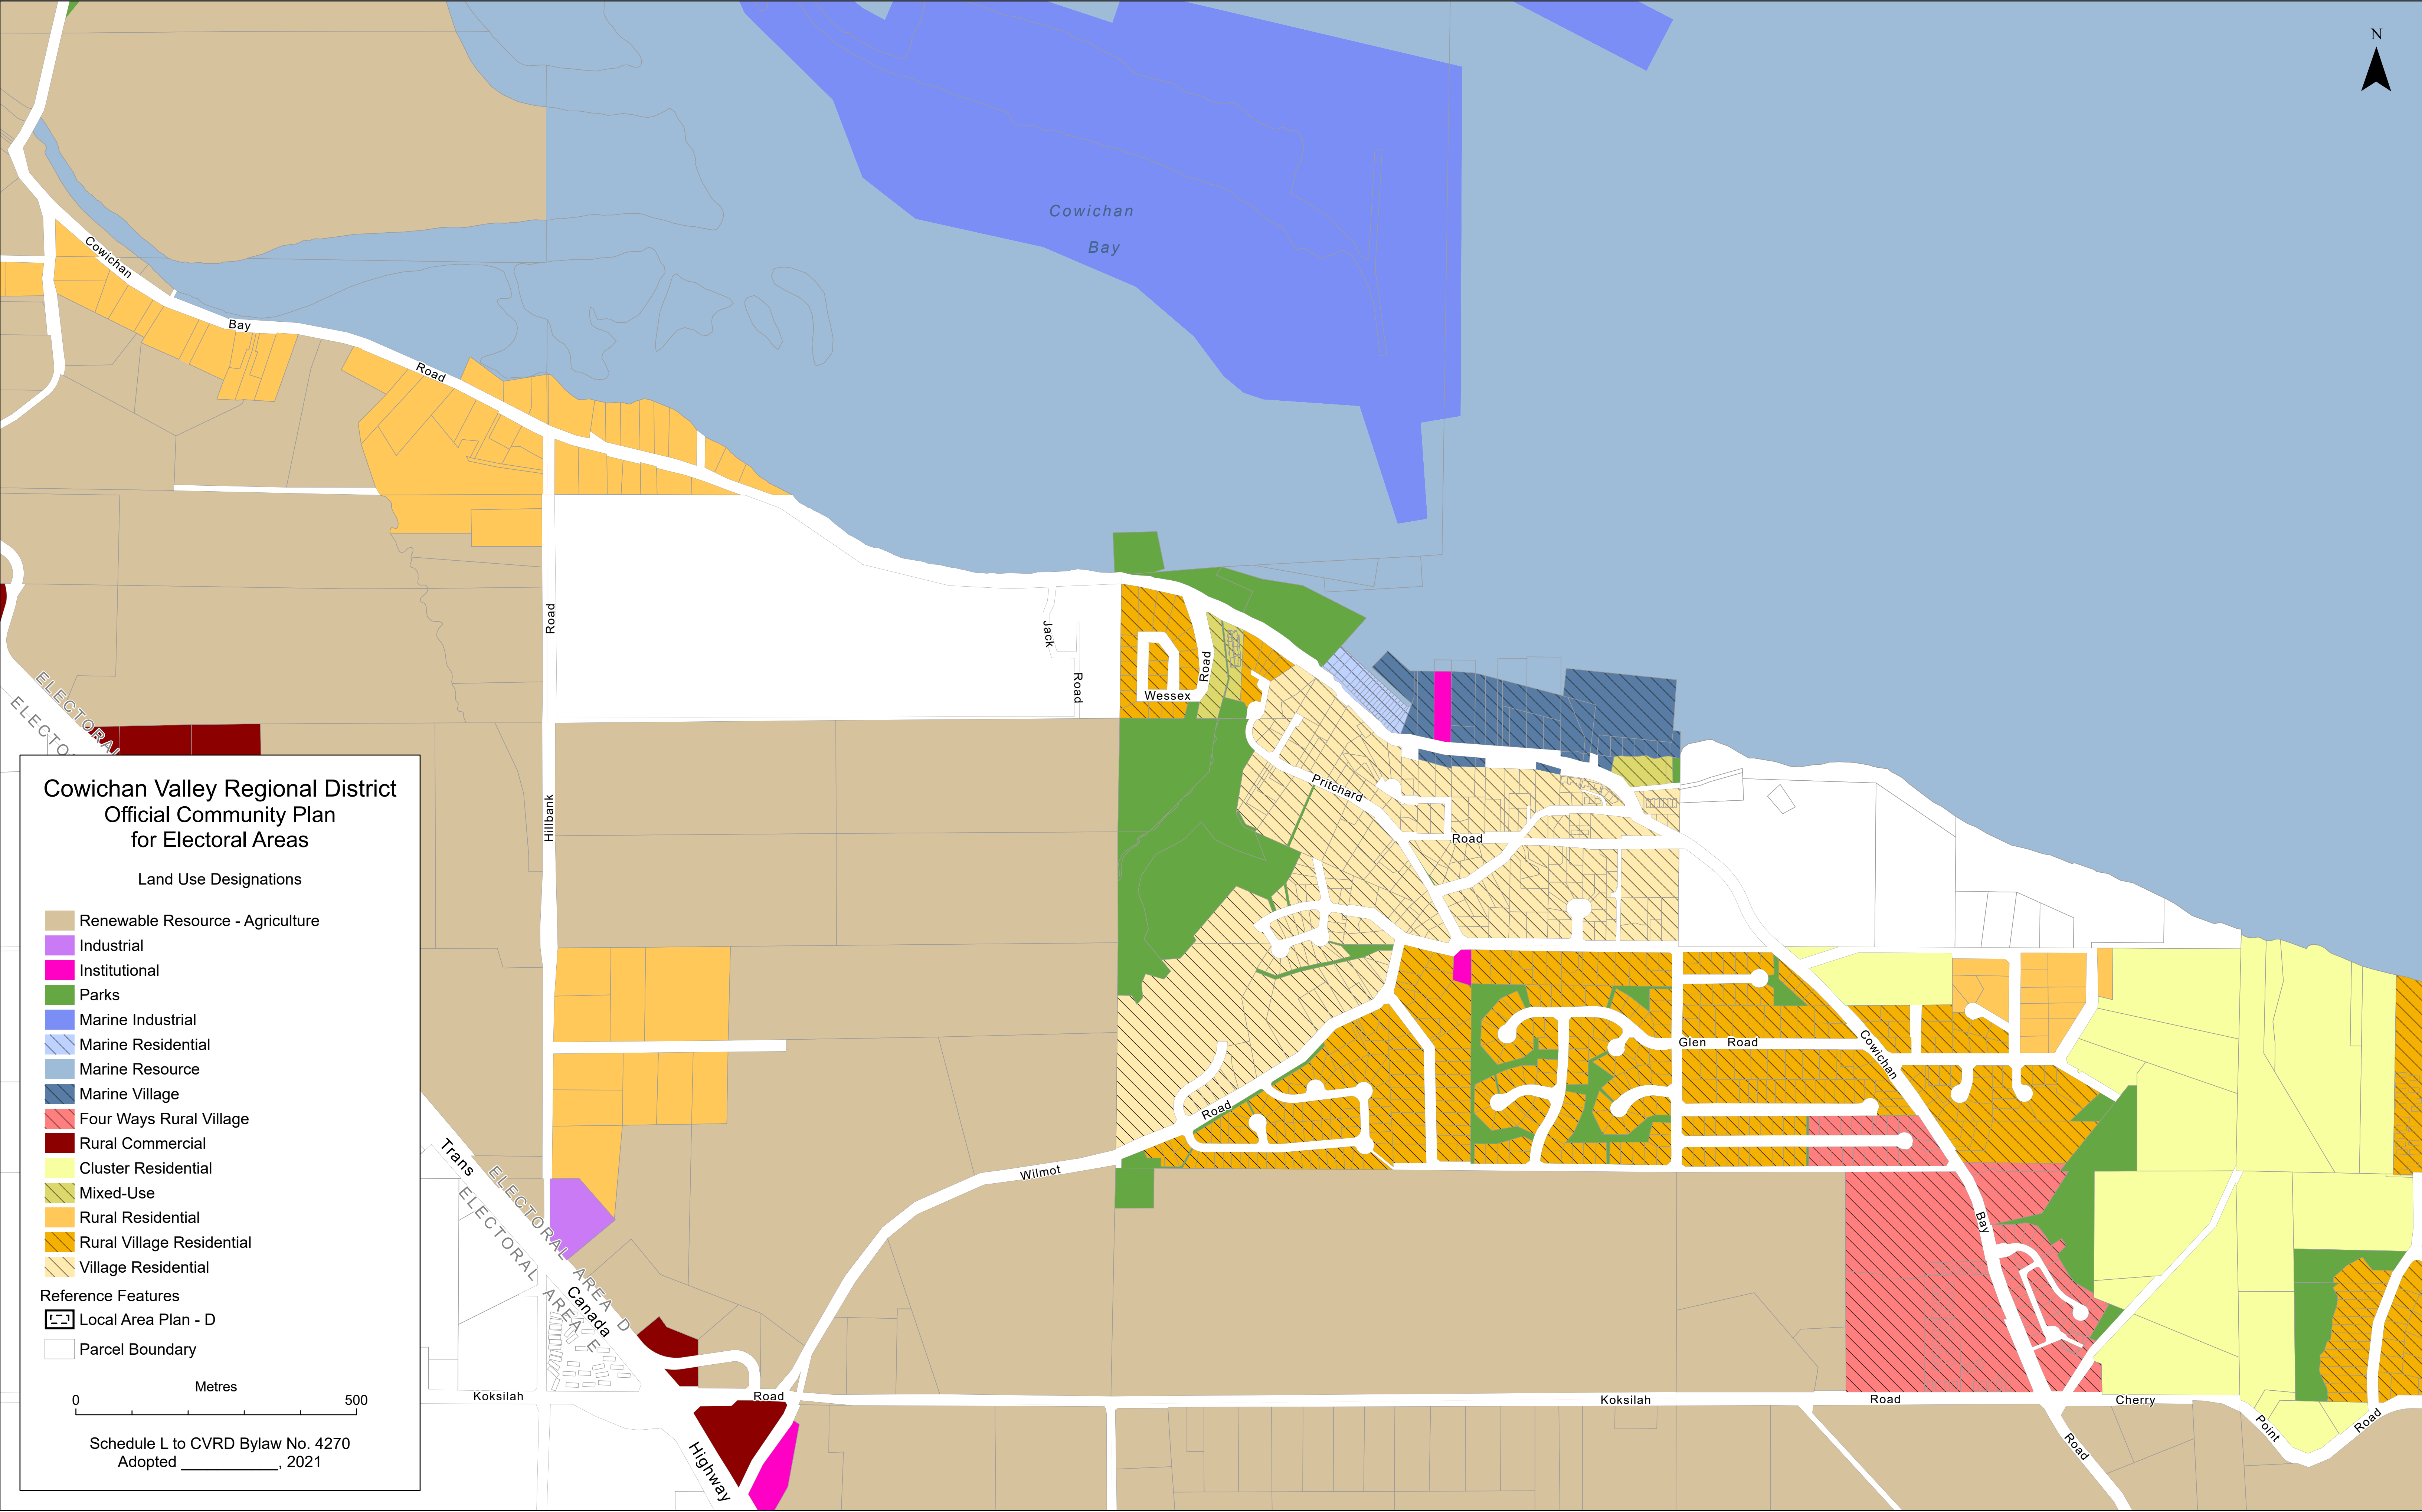 N
Cowichan
Bay
Cowichan
Bay
Road
Road
Hillbank
Jack
Road
Wessex
Road
Pritchard
Road
Glen Road
Cowichan
Bay
Road
Wilmot
Road
ELECTORAL
ELECTO
Trans
Canada
Highway
ELECTORAL AREA D
ELECTORAL AREA E
Koksilah
Road
Koksilah
Road
Cherry
Point
Road
Cowichan Valley Regional District
Official Community Plan
for Electoral Areas
Land Use Designations
Renewable Resource - Agriculture
Industrial
Institutional
Parks
Marine Industrial
Marine Residential
Marine Resource
Marine Village
Four Ways Rural Village
Rural Commercial
Cluster Residential
Mixed-Use
Rural Residential
Rural Village Residential
Village Residential
Reference Features
Local Area Plan - D
Parcel Boundary
Metres
0 500
Schedule L to CVRD Bylaw No. 4270
Adopted ____________, 2021